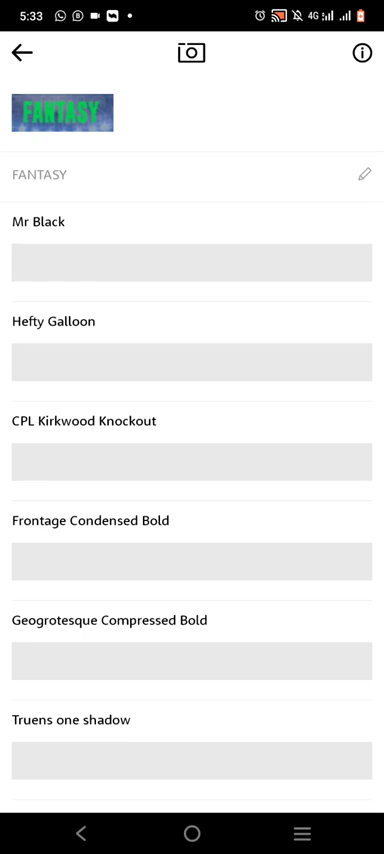 5:33
4G
FANTASY
FANTASY
Mr Black
Hefty Galloon
CPL Kirkwood Knockout
Frontage Condensed Bold
Geogrotesque Compressed Bold
Truens one shadow